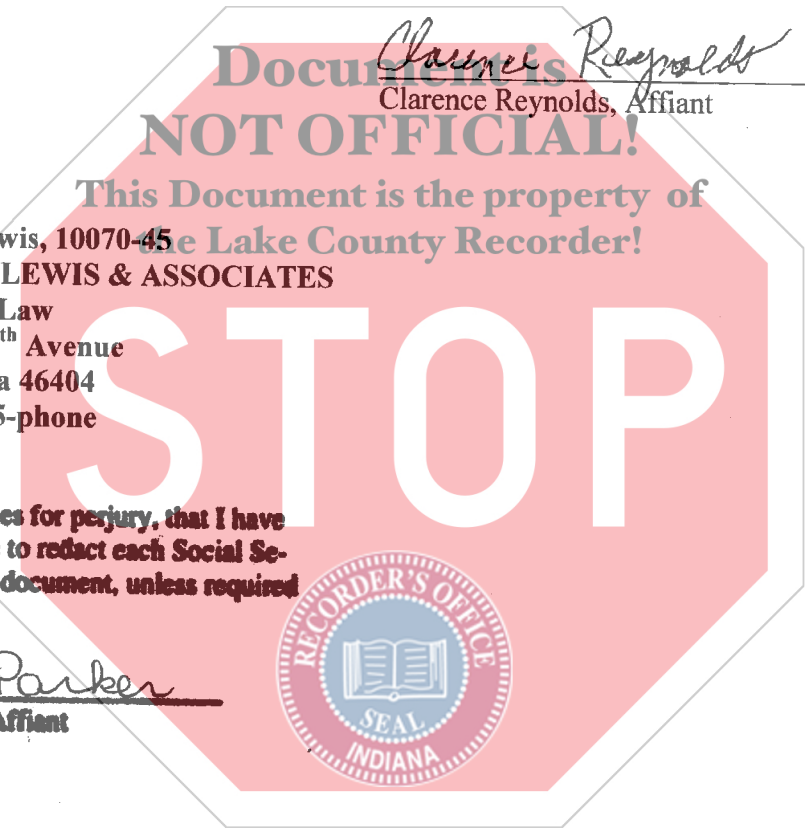 Clarence Reynolds
Document is
Clarence Reynolds, Affiant
NOT OFFICIAL!
This Document is the property of
the Lake County Recorder!
wis, 10070-45
LEWIS & ASSOCIATES
Law
th Avenue
a 46404
5-phone
STOP
es for perjury, that I have
to redact each Social Se-
document, unless required
Parker
Affiant
RECORDER'S OFFICE
SEAL
INDIANA